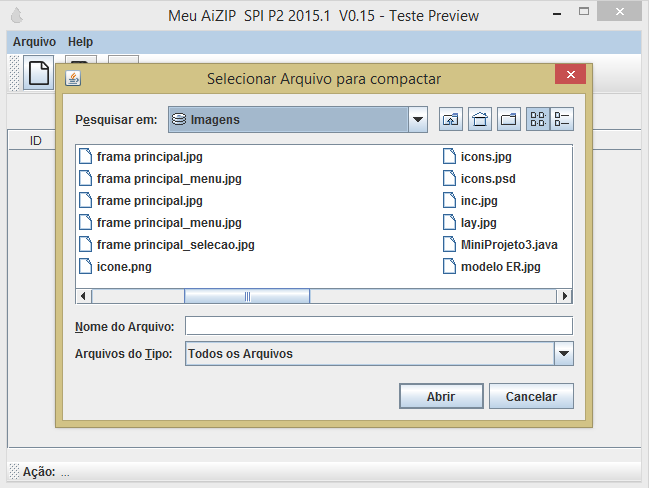 Meu AiZIP SPI P2 2015.1 V0.15 - Teste Preview
Arquivo Help
Selecionar Arquivo para compactar
Pesquisar em: Imagens
ID
frama principal.jpg
frama principal_menu.jpg
frame principal.jpg
frame principal_menu.jpg
frame principal_selecao.jpg
icone.png
icons.jpg
icons.psd
inc.jpg
lay.jpg
MiniProjeto3.java
modelo ER.jpg
Nome do Arquivo:
Arquivos do Tipo: Todos os Arquivos
Abrir Cancelar
Ação: ...